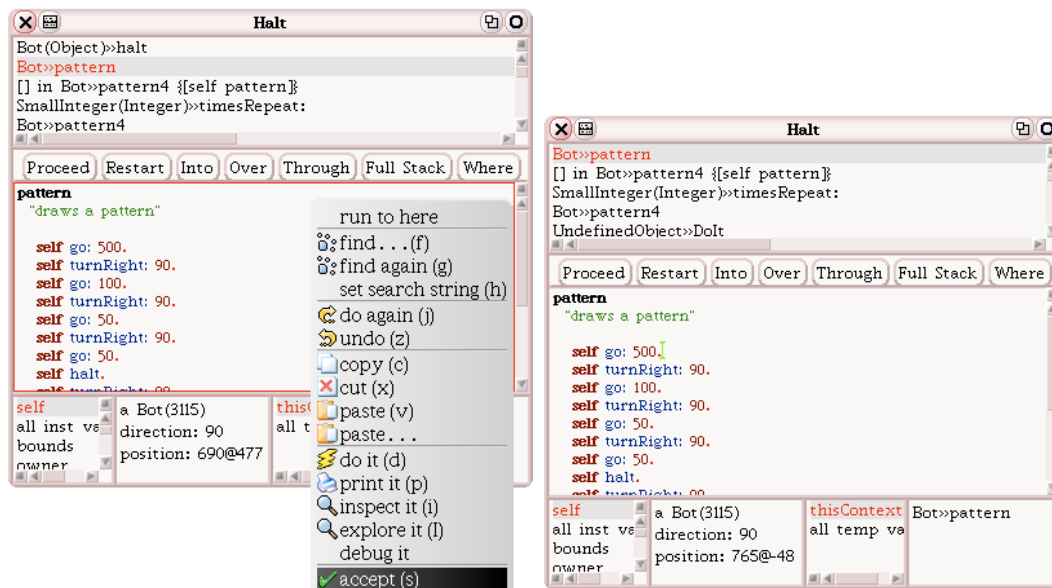 Halt
Bot(Object)»halt
Bot»pattern
[] in Bot»pattern4 {[self pattern]}
SmallInteger(Integer)»timesRepeat:
Bot»pattern4
Proceed Restart Into Over Through Full Stack Where
pattern
"draws a pattern"
self go: 500.
self turnRight: 90.
self go: 100.
self turnRight: 90.
self go: 50.
self turnRight: 90.
self go: 50.
self halt.
self turnRight: 90.
self
all inst va
bounds
owner
a Bot(3115)
direction: 90
position: 690@477
thisC
all t
run to here
find...(f)
find again (g)
set search string (h)
do again (j)
undo (z)
copy (c)
cut (x)
paste (v)
paste...
do it (d)
print it (p)
inspect it (i)
explore it (I)
debug it
accept (s)
Halt
Bot»pattern
[] in Bot»pattern4 {[self pattern]}
SmallInteger(Integer)»timesRepeat:
Bot»pattern4
UndefinedObject»DoIt
Proceed Restart Into Over Through Full Stack Where
pattern
"draws a pattern"
self go: 500.
self turnRight: 90.
self go: 100.
self turnRight: 90.
self go: 50.
self turnRight: 90.
self go: 50.
self halt.
self turnRight: 90.
self
all inst va
bounds
owner
a Bot(3115)
direction: 90
position: 765@-48
thisContext
all temp va
Bot»pattern